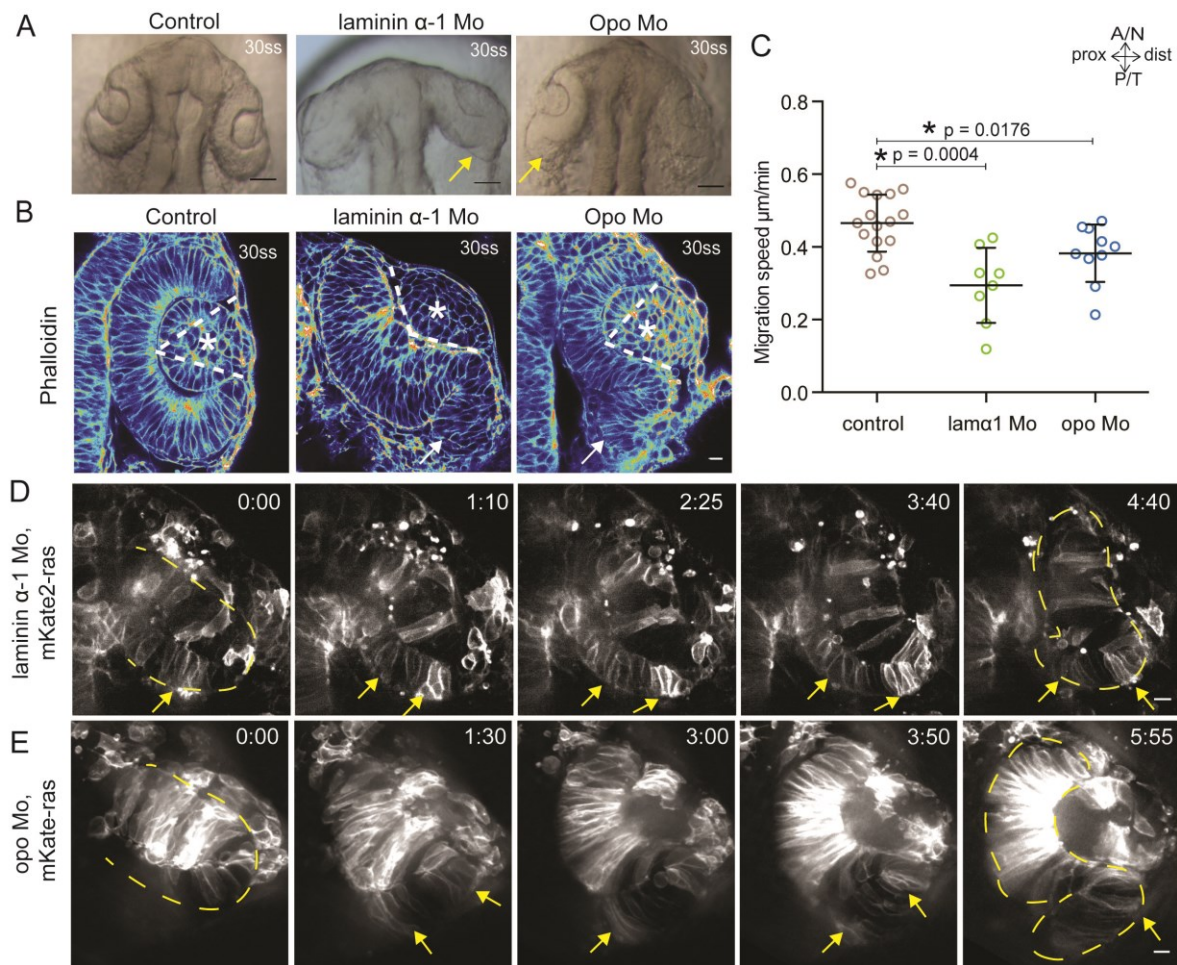 A
Control
laminin α-1 Mo
Opo Mo
30ss
30ss
30ss
B
Control
laminin α-1 Mo
Opo Mo
Phalloidin
30ss
30ss
30ss
*
*
*
C
A/N
prox
dist
P/T
Migration speed µm/min
0.8
0.6
0.4
0.2
0.0
* p = 0.0176
* p = 0.0004
control
lamα1 Mo
opo Mo
D
laminin α-1 Mo,
mKate2-ras
0:00
1:10
2:25
3:40
4:40
E
opo Mo,
mKate-ras
0:00
1:30
3:00
3:50
5:55